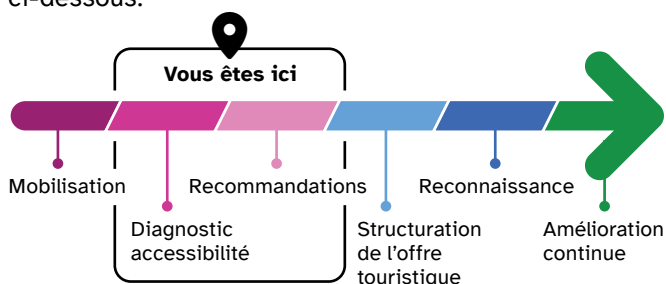 ci-dessous.
Vous êtes ici
Mobilisation
Recommandations
Reconnaissance
Diagnostic
accessibilité
Structuration
de l’offre
touristique
Amélioration
continue